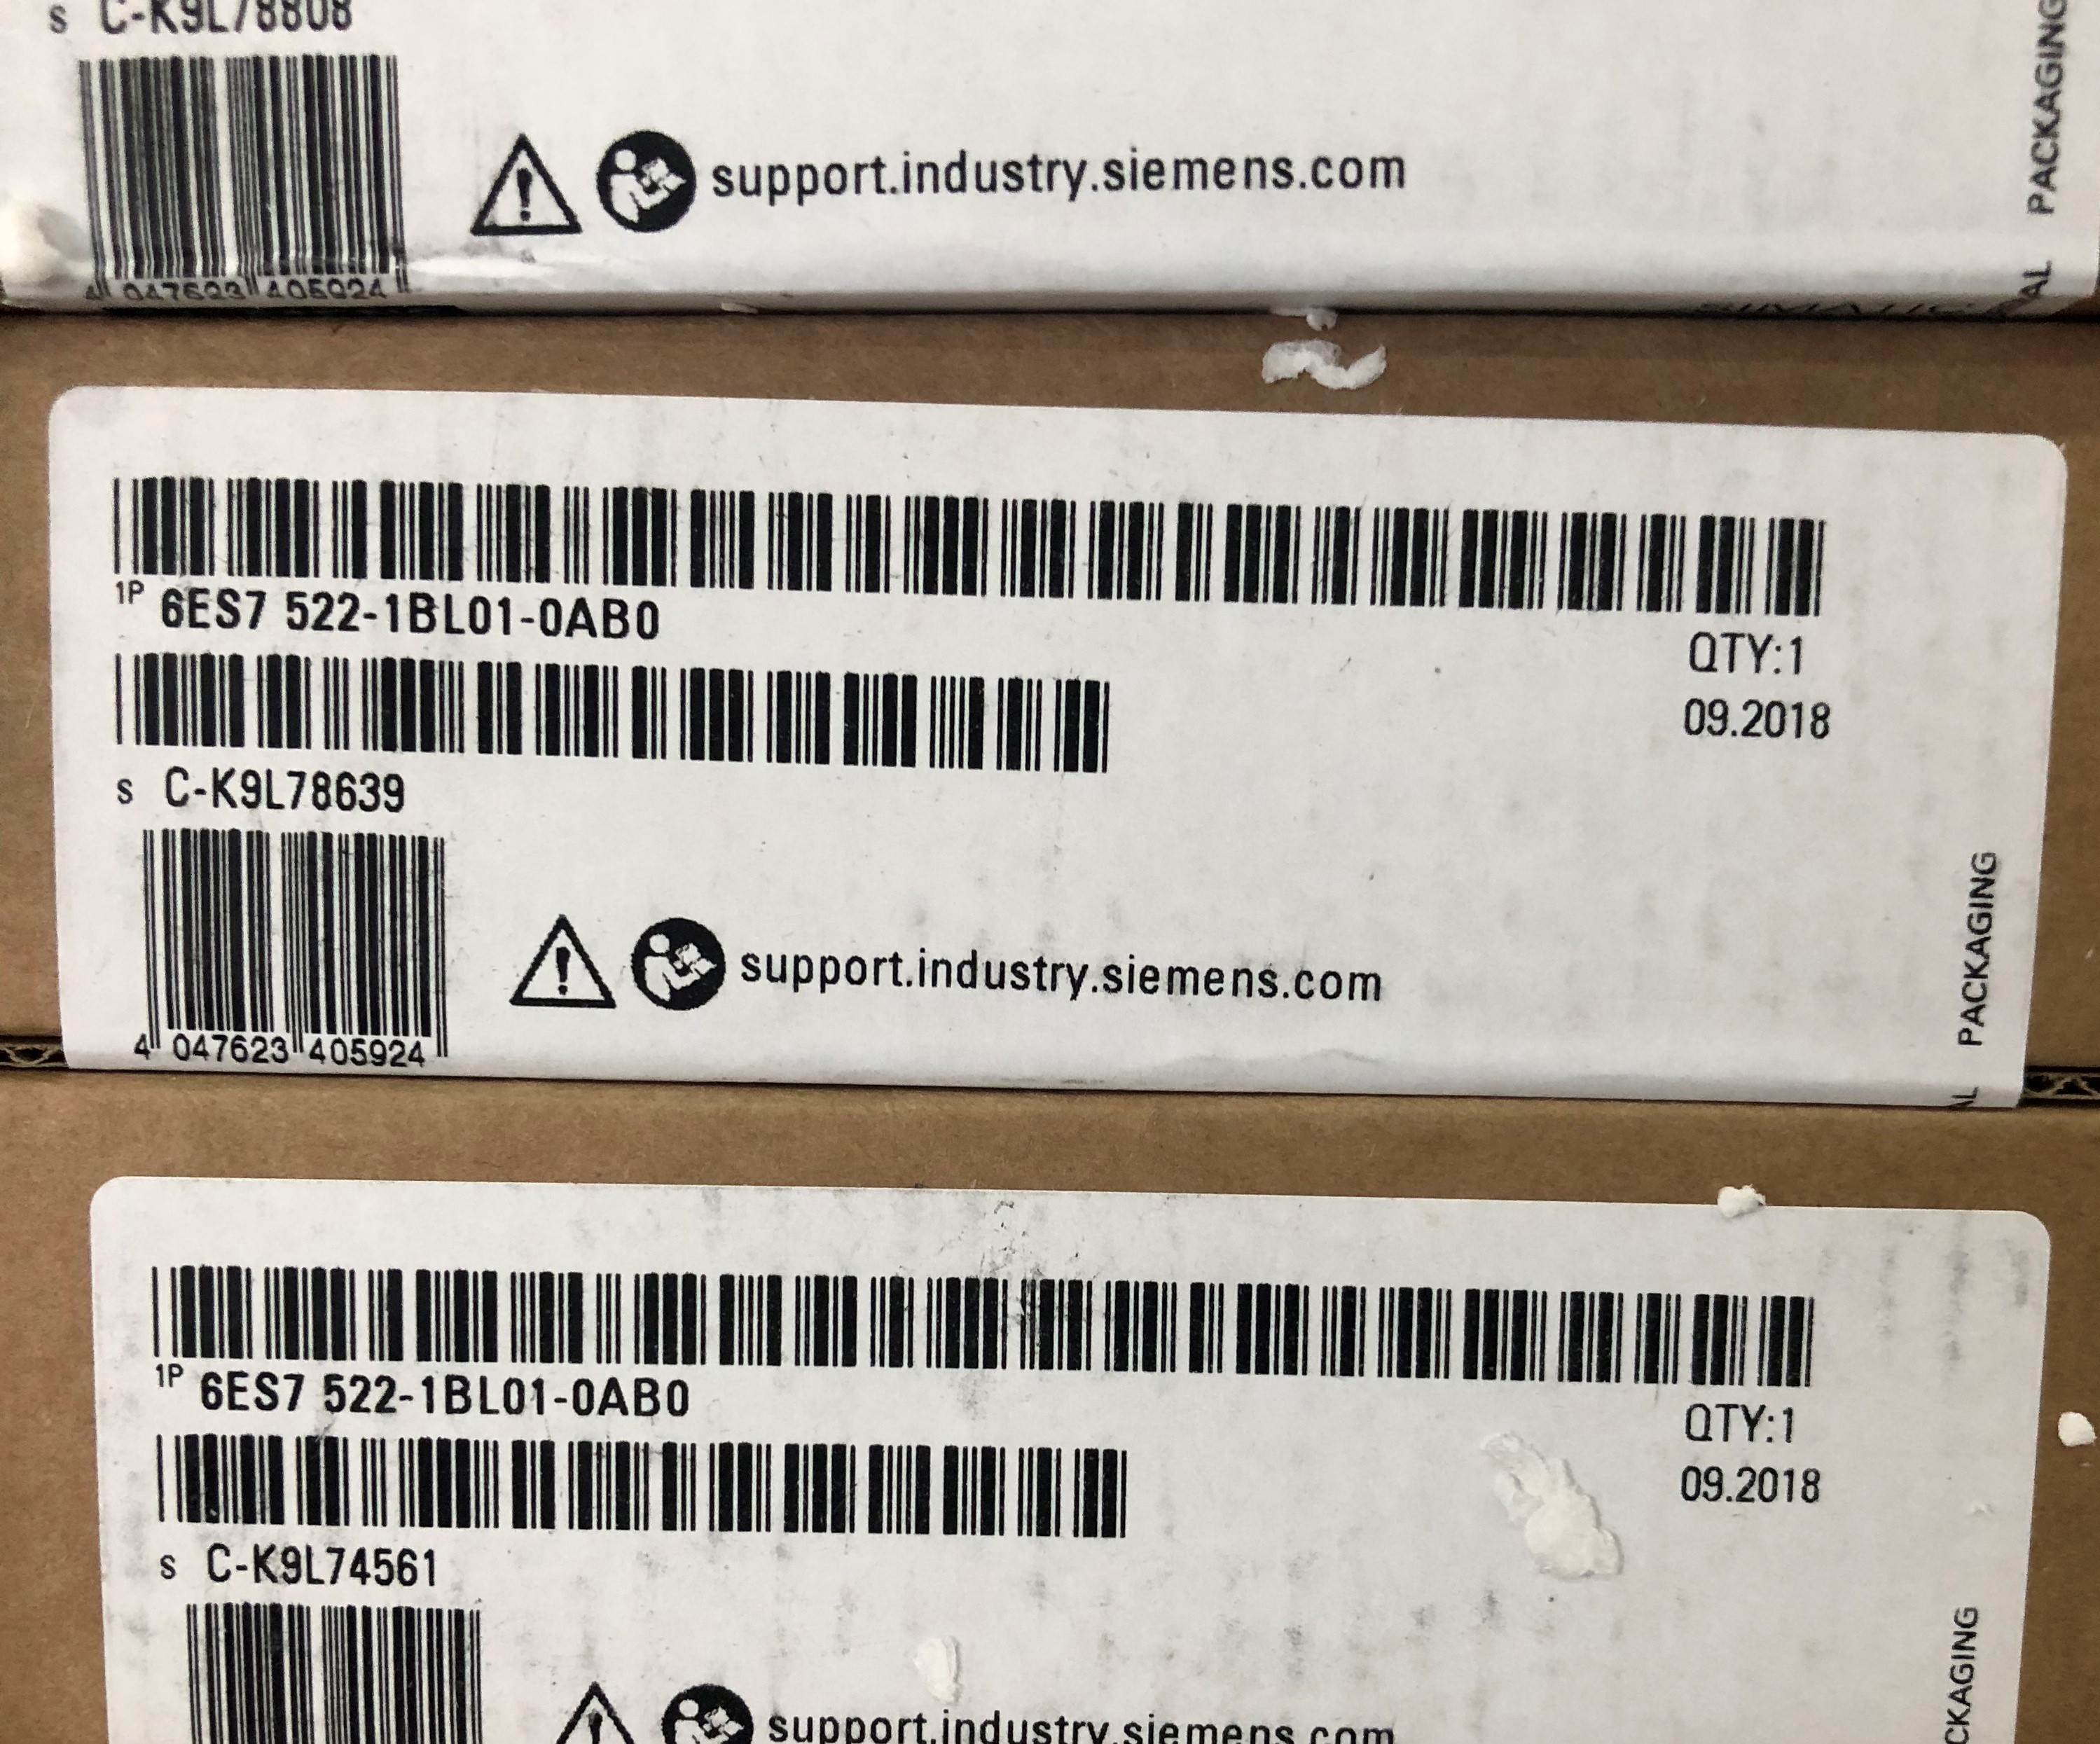 S C-K9L78808
support.industry.siemens.com
PACKAGING
4 047623 405924
1P 6ES7 522-1BL01-0AB0
QTY:1
09.2018
S C-K9L78639
support.industry.siemens.com
PACKAGING
4 047623 405924
1P 6ES7 522-1BL01-0AB0
QTY:1
09.2018
S C-K9L74561
support.industry.siemens.com